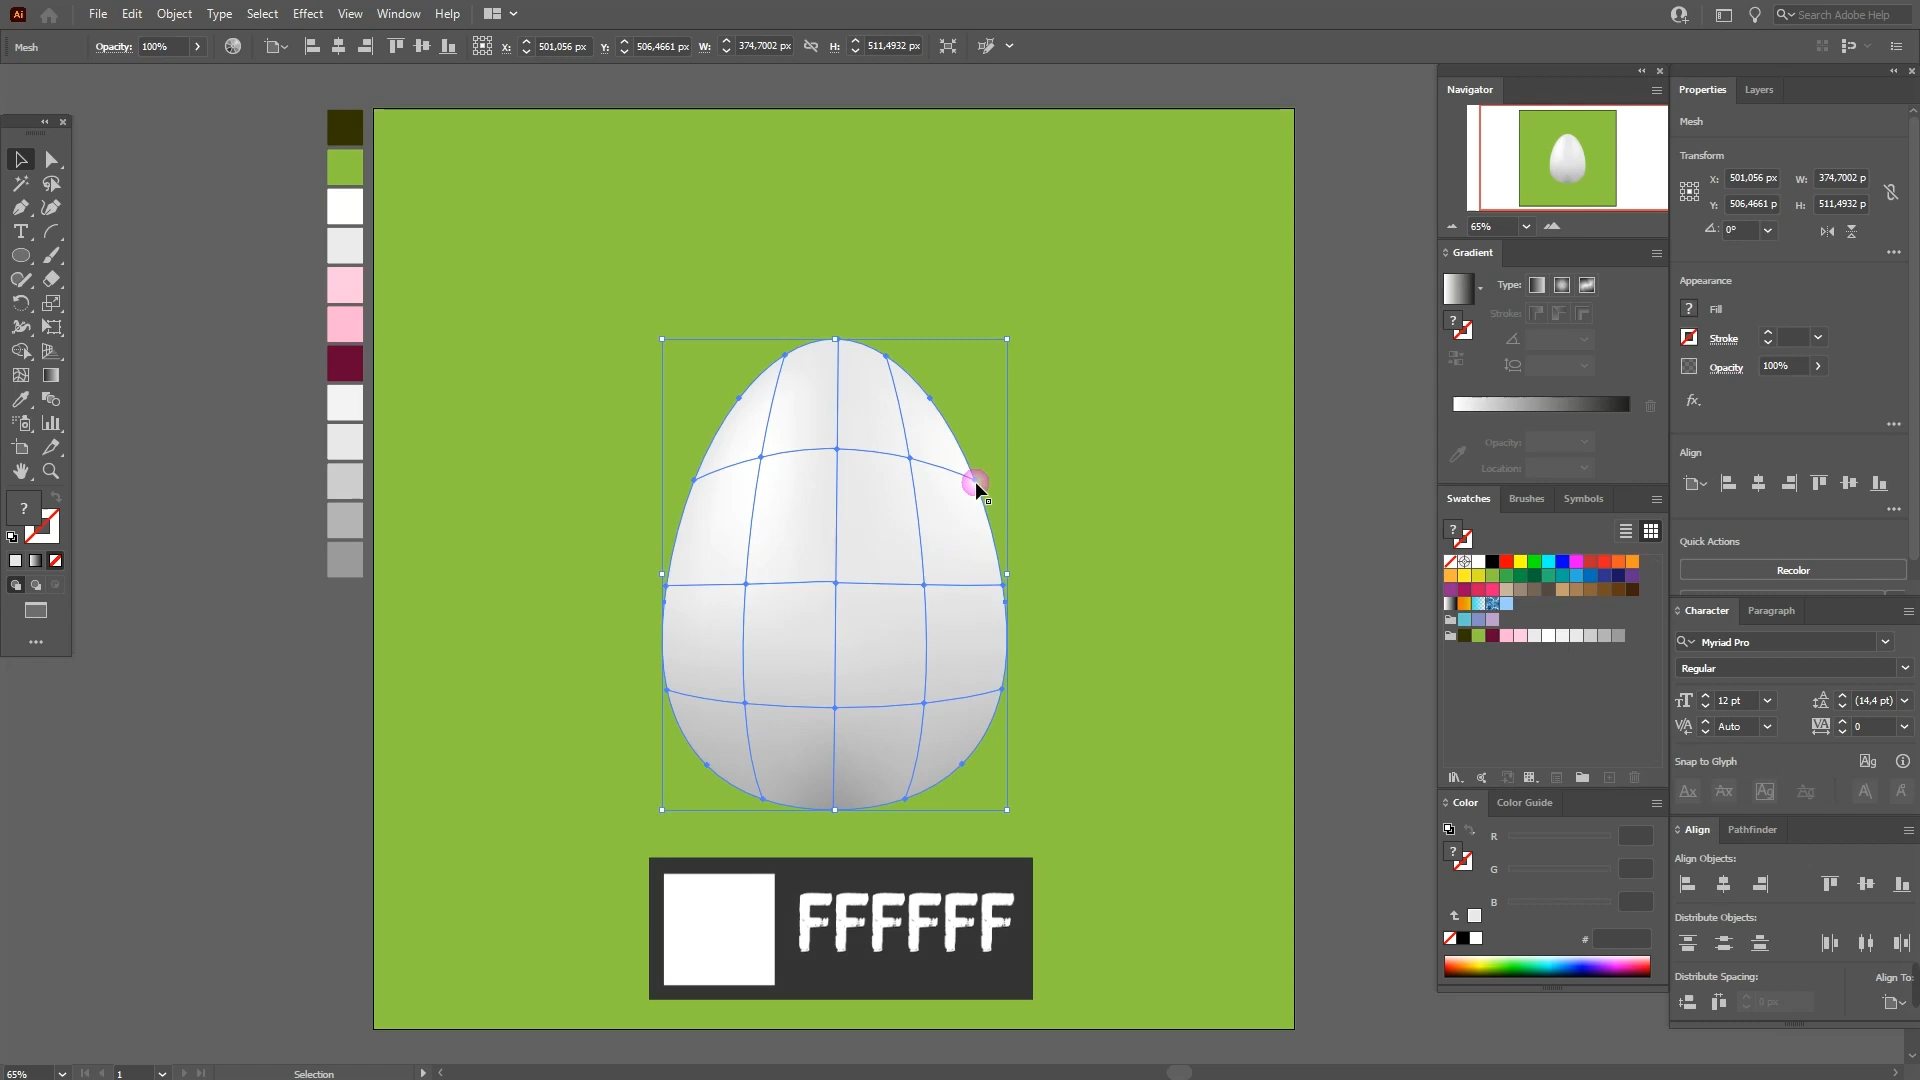 Ai File Edit Object Type Select Effect View Window Help Search Adobe Help
Mesh Opacity: 100% X: 501,056 px Y: 506,4661 px W: 374,7002 px H: 511,4932 px
Navigator
65%
Gradient
Type:
Stroke:
Opacity:
Location:
Swatches Brushes Symbols
Color Color Guide
R
G
B
#
Properties Layers
Mesh
Transform
X: 501,056 px W: 374,7002 p
Y: 506,4661 p H: 511,4932 p
0°
Appearance
? Fill
Stroke
Opacity 100%
fx.
Align
Quick Actions
Recolor
Character Paragraph
Myriad Pro
Regular
12 pt (14,4 pt)
Auto 0
Snap to Glyph
Align Pathfinder
Align Objects:
Distribute Objects:
Distribute Spacing: Align To:
0 px
FFFFFF
65% 1 Selection